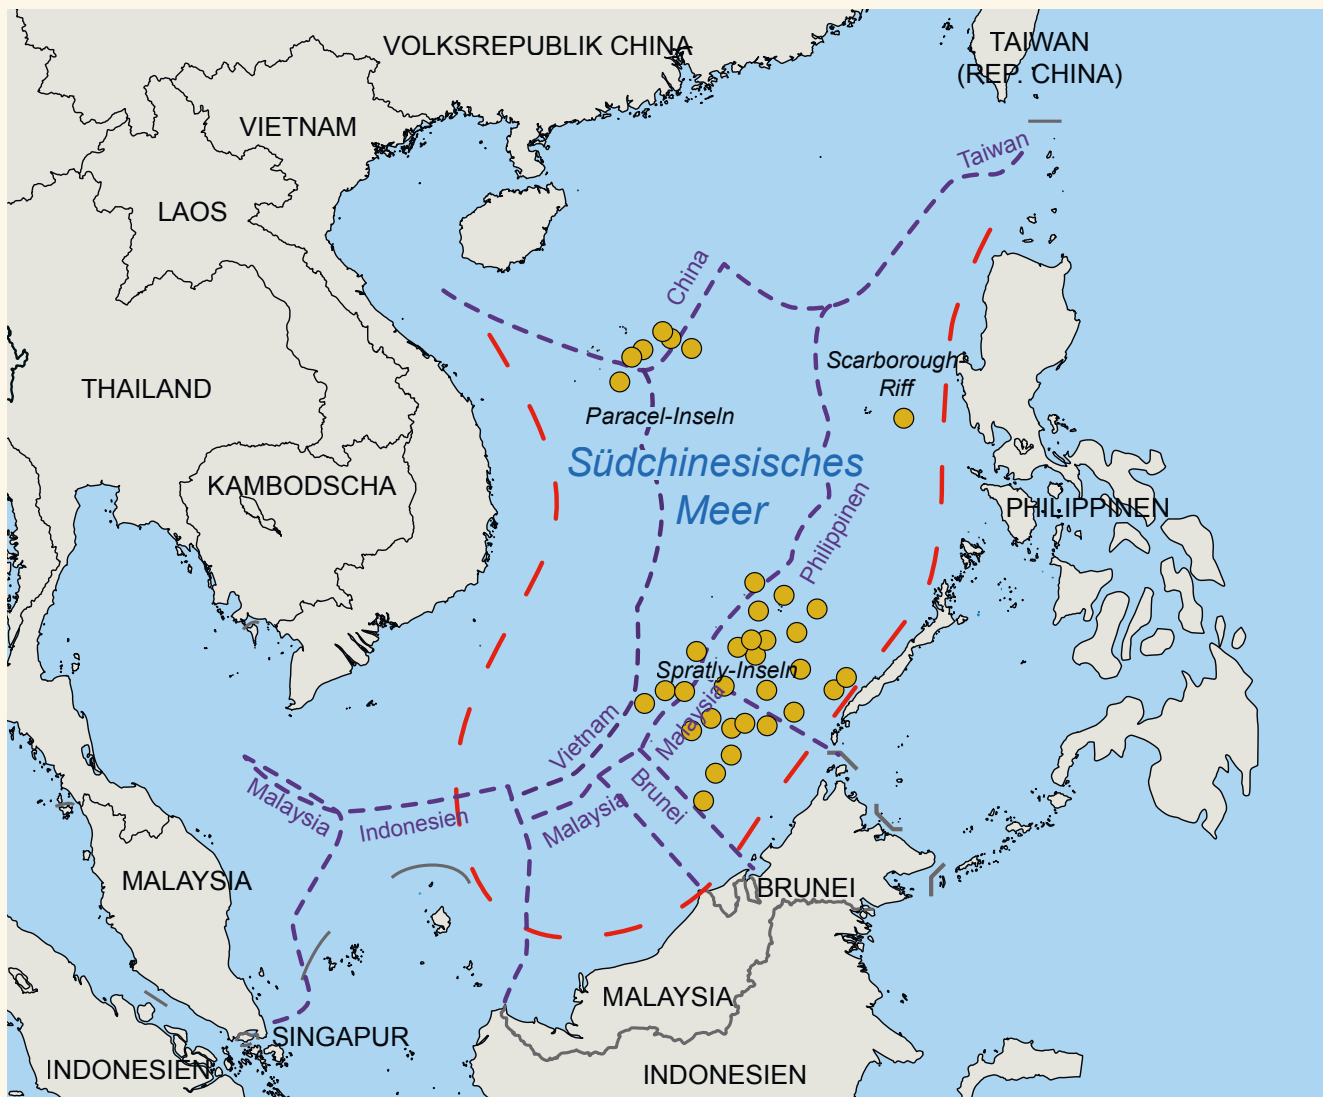 VOLKSREPUBLIK CHINA
TAIWAN
(REP. CHINA)
VIETNAM
Taiwan
LAOS
China
THAILAND
Scarborough-
Riff
Paracel-Inseln
Südchinesisches
Meer
KAMBODSCHA
PHILIPPINEN
Philippinen
Spratly-Inseln
Malaysia
Vietnam
Malaysia
Indonesien
Malaysia
Brunei
MALAYSIA
BRUNEI
MALAYSIA
SINGAPUR
INDONESIEN
INDONESIEN